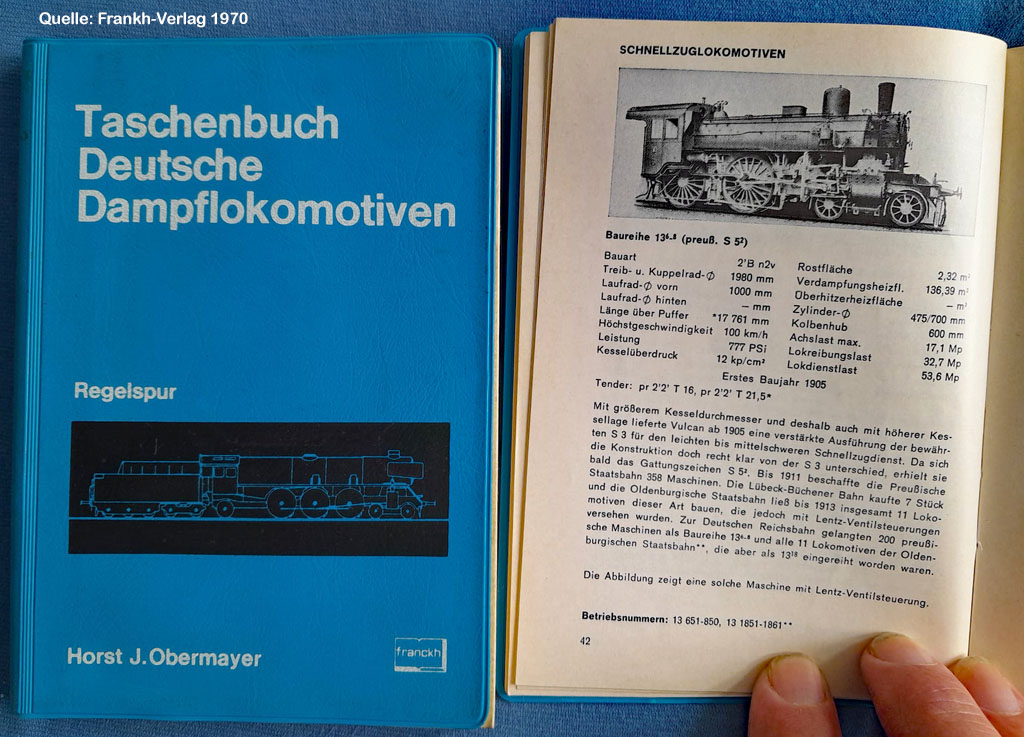 Quelle: Frankh-Verlag 1970
Taschenbuch
Deutsche
Dampflokomotiven
Regelspur
Horst J. Obermayer
franckh
SCHNELLZUGLOKOMOTIVEN
Baureihe 13⁶⁻⁸ (preuß. S 5²)
Bauart 2'B n2v
Treib- u. Kuppelrad-∅ 1980 mm
Laufrad-∅ vorn 1000 mm
Laufrad-∅ hinten — mm
Länge über Puffer *17 761 mm
Höchstgeschwindigkeit 100 km/h
Leistung 777 PSi
Kesselüberdruck 12 kp/cm²
Rostfläche 2,32 m²
Verdampfungsheizfl. 136,39 m²
Überhitzerheizfläche — m²
Zylinder-∅ 475/700 mm
Kolbenhub 600 mm
Achslast max. 17,1 Mp
Lokreibungslast 32,7 Mp
Lokdienstlast 53,6 Mp
Erstes Baujahr 1905
Tender: pr 2'2' T 16, pr 2'2' T 21,5*
Mit größerem Kesseldurchmesser und deshalb auch mit höherer Kes-
sellage lieferte Vulcan ab 1905 eine verstärkte Ausführung der bewähr-
ten S 3 für den leichten bis mittelschweren Schnellzugdienst. Da sich
die Konstruktion doch recht klar von der S 3 unterschied, erhielt sie
bald das Gattungszeichen S 5². Bis 1911 beschaffte die Preußische
Staatsbahn 358 Maschinen. Die Lübeck-Büchener Bahn kaufte 7 Stück
und die Oldenburgische Staatsbahn ließ bis 1913 insgesamt 11 Loko-
motiven dieser Art bauen, die jedoch mit Lentz-Ventilsteuerungen
versehen wurden. Zur Deutschen Reichsbahn gelangten 200 preußi-
sche Maschinen als Baureihe 13⁶⁻⁸ und alle 11 Lokomotiven der Olden-
burgischen Staatsbahn**, die aber als 13¹⁸ eingereiht worden waren.
Die Abbildung zeigt eine solche Maschine mit Lentz-Ventilsteuerung.
Betriebsnummern: 13 651-850, 13 1851-1861**
42